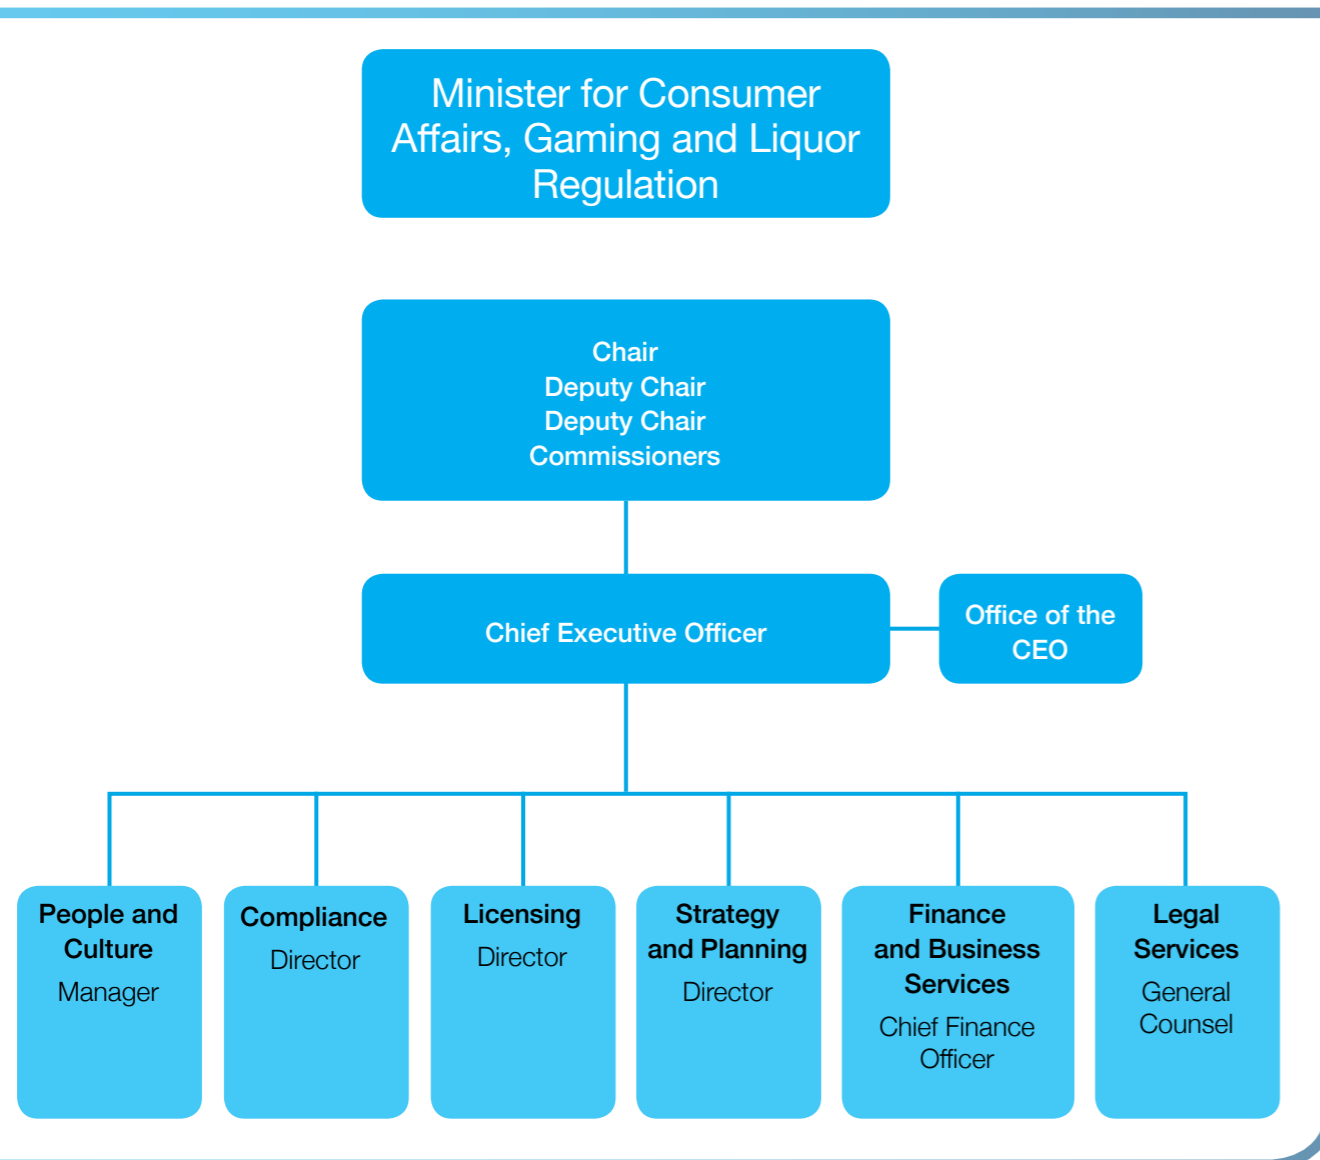 Minister for Consumer
Affairs, Gaming and Liquor
Regulation
Chair
Deputy Chair
Deputy Chair
Commissioners
Chief Executive Officer
Office of the
CEO
People and
Culture
Manager
Compliance
Director
Licensing
Director
Strategy
and Planning
Director
Finance
and Business
Services
Chief Finance
Officer
Legal
Services
General
Counsel